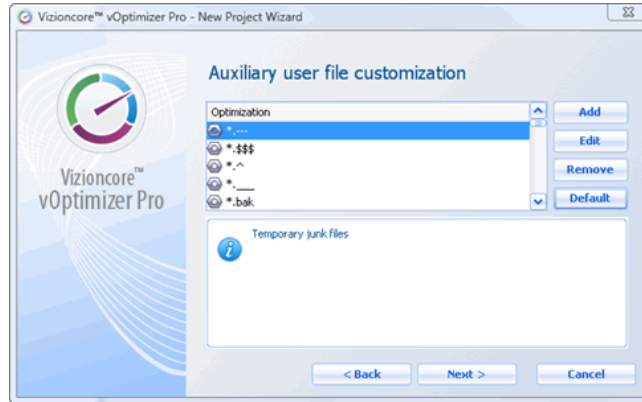 Vizioncore™ vOptimizer Pro - New Project Wizard
Auxiliary user file customization
Optimization
*.---
*.$$$
*.^
*.___
*.bak
Add
Edit
Remove
Default
Vizioncore™
vOptimizer Pro
Temporary junk files
< Back
Next >
Cancel